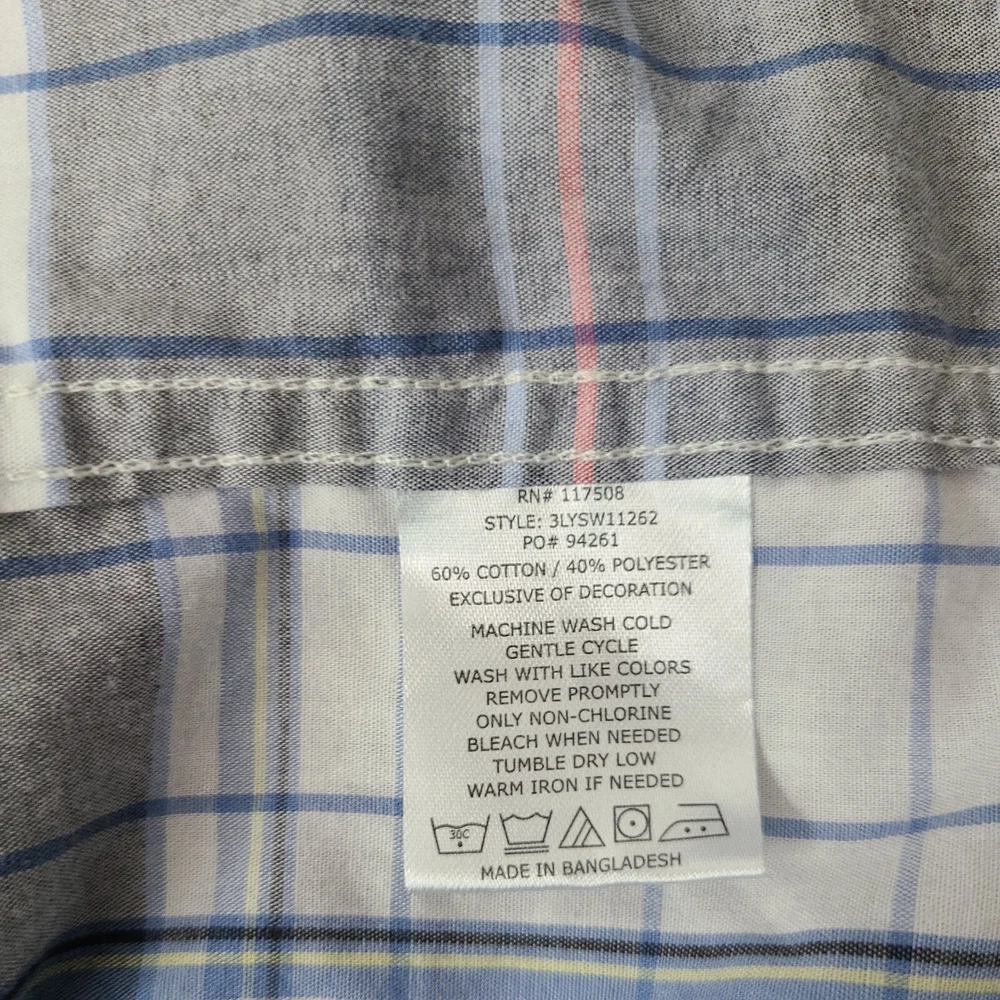 RN# 117508
STYLE: 3LYSW11262
PO# 94261
60% COTTON / 40% POLYESTER
EXCLUSIVE OF DECORATION
MACHINE WASH COLD
GENTLE CYCLE
WASH WITH LIKE COLORS
REMOVE PROMPTLY
ONLY NON-CHLORINE
BLEACH WHEN NEEDED
TUMBLE DRY LOW
WARM IRON IF NEEDED
30C
MADE IN BANGLADESH